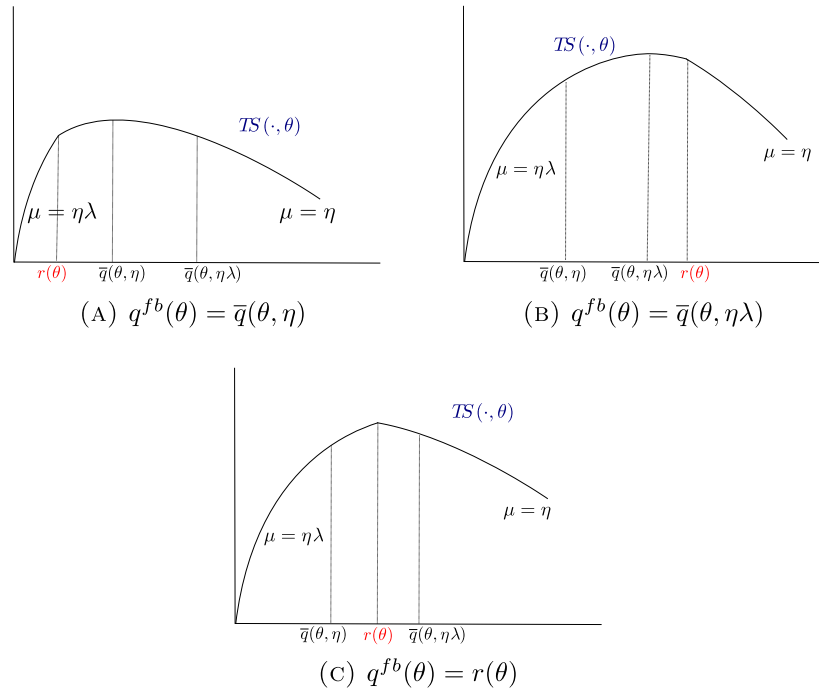 TS(·, θ)
μ = ηλ
μ = η
r(θ) q̅(θ, η) q̅(θ, ηλ)
(A) q^{fb}(θ) = q̅(θ, η)
TS(·, θ)
μ = ηλ
μ = η
q̅(θ, η) q̅(θ, ηλ) r(θ)
(B) q^{fb}(θ) = q̅(θ, ηλ)
TS(·, θ)
μ = η
μ = ηλ
q̅(θ, η) r(θ) q̅(θ, ηλ)
(C) q^{fb}(θ) = r(θ)